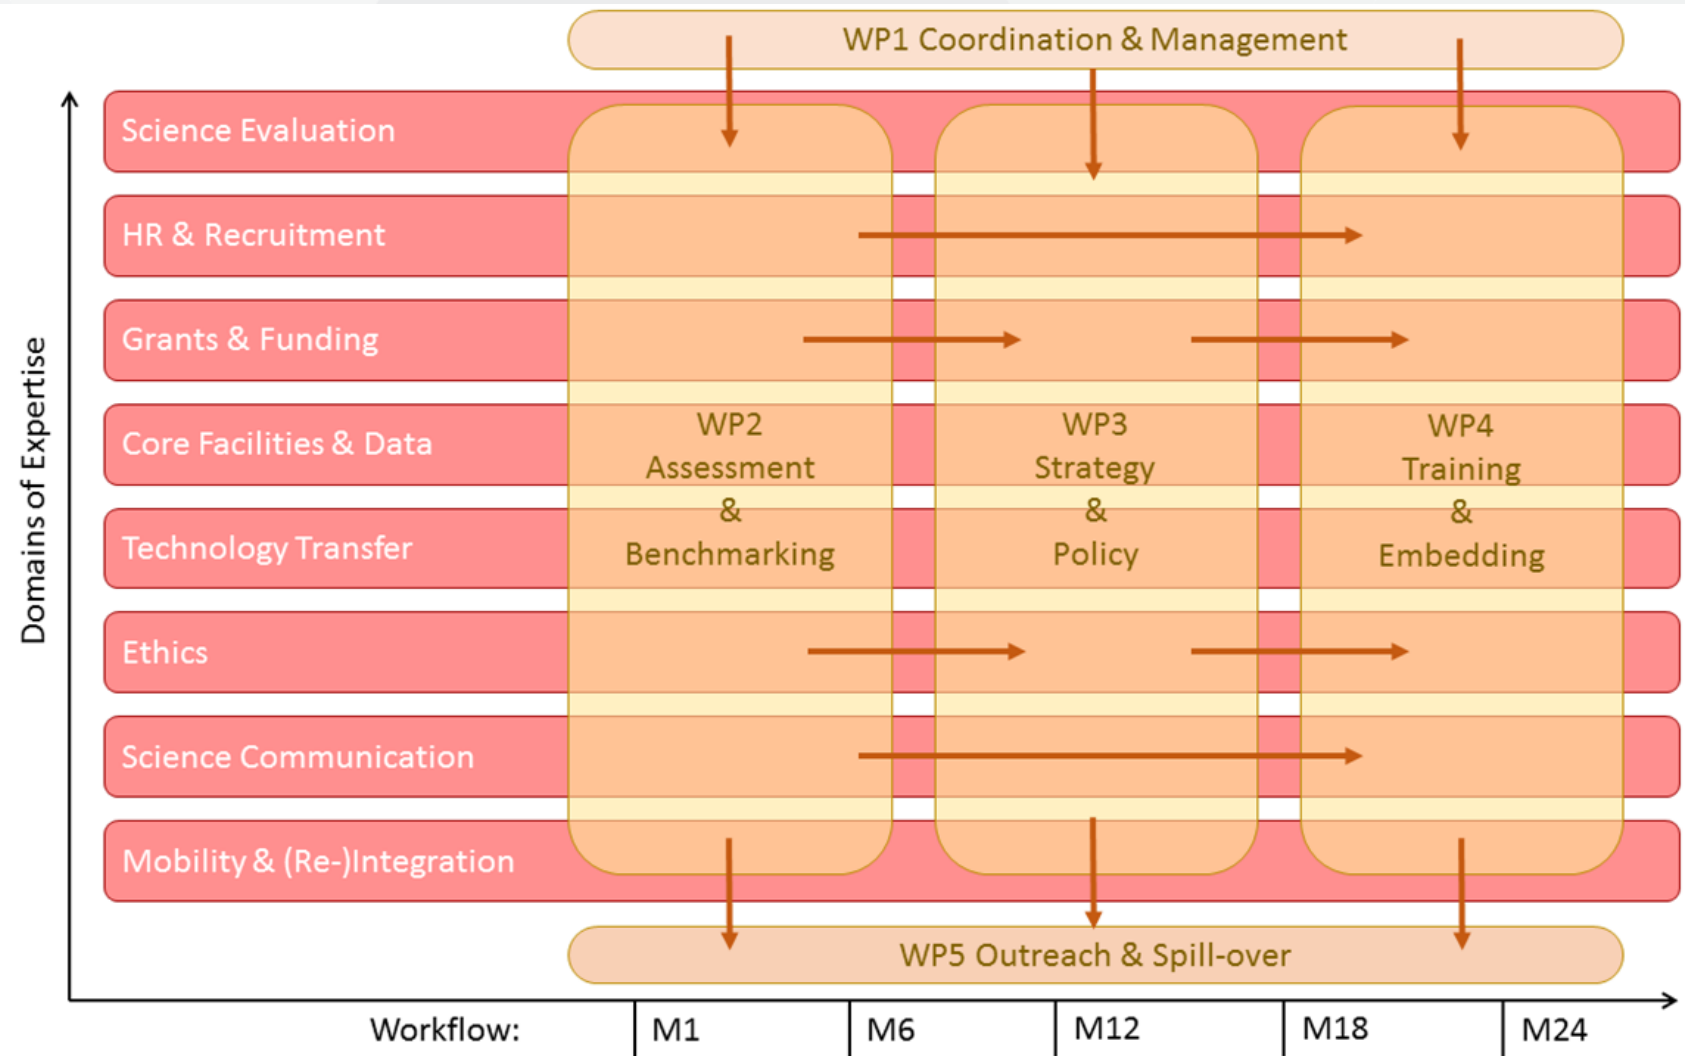 WP1 Coordination & Management
Science Evaluation
HR & Recruitment
Grants & Funding
Core Facilities & Data
Technology Transfer
Ethics
Science Communication
Mobility & (Re-)Integration
Domains of Expertise
WP2
Assessment
&
Benchmarking
WP3
Strategy
&
Policy
WP4
Training
&
Embedding
WP5 Outreach & Spill-over
Workflow: M1 M6 M12 M18 M24